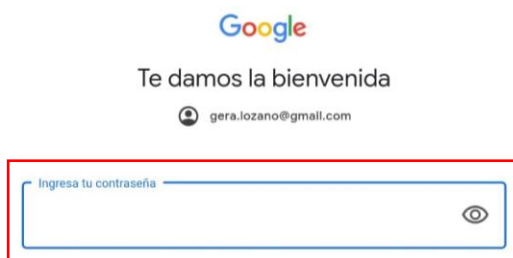 Google
Te damos la bienvenida
gera.lozano@gmail.com
Ingresa tu contraseña